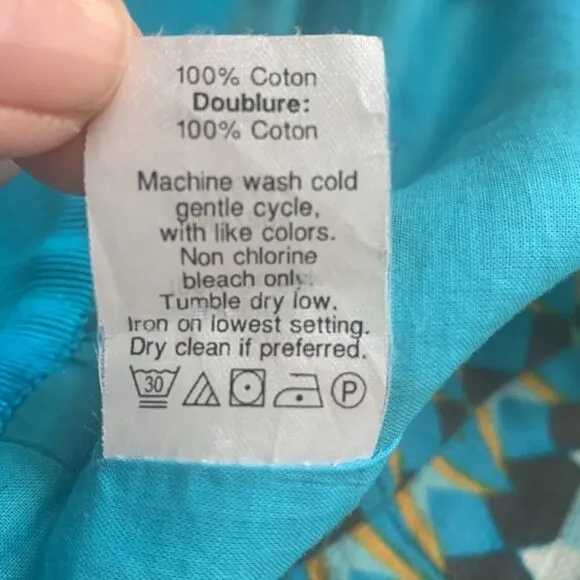 100% Coton
Doublure:
100% Coton
Machine wash cold
gentle cycle,
with like colors.
Non chlorine
bleach only.
Tumble dry low.
Iron on lowest setting.
Dry clean if preferred.
30 P